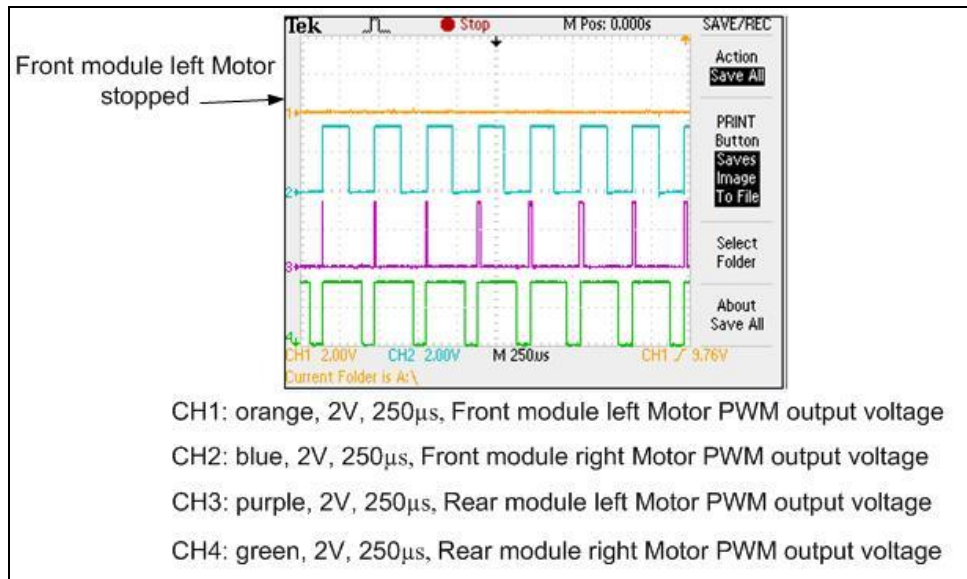 Tek Stop M Pos: 0.000s SAVE/REC
Front module left Motor
stopped
Action
Save All
PRINT
Button
Saves
Image
To File
Select
Folder
About
Save All
1
2
3
4
CH1 2.00V CH2 2.00V M 250us CH1 9.76V
Current Folder is A:\
CH1: orange, 2V, 250μs, Front module left Motor PWM output voltage
CH2: blue, 2V, 250μs, Front module right Motor PWM output voltage
CH3: purple, 2V, 250μs, Rear module left Motor PWM output voltage
CH4: green, 2V, 250μs, Rear module right Motor PWM output voltage